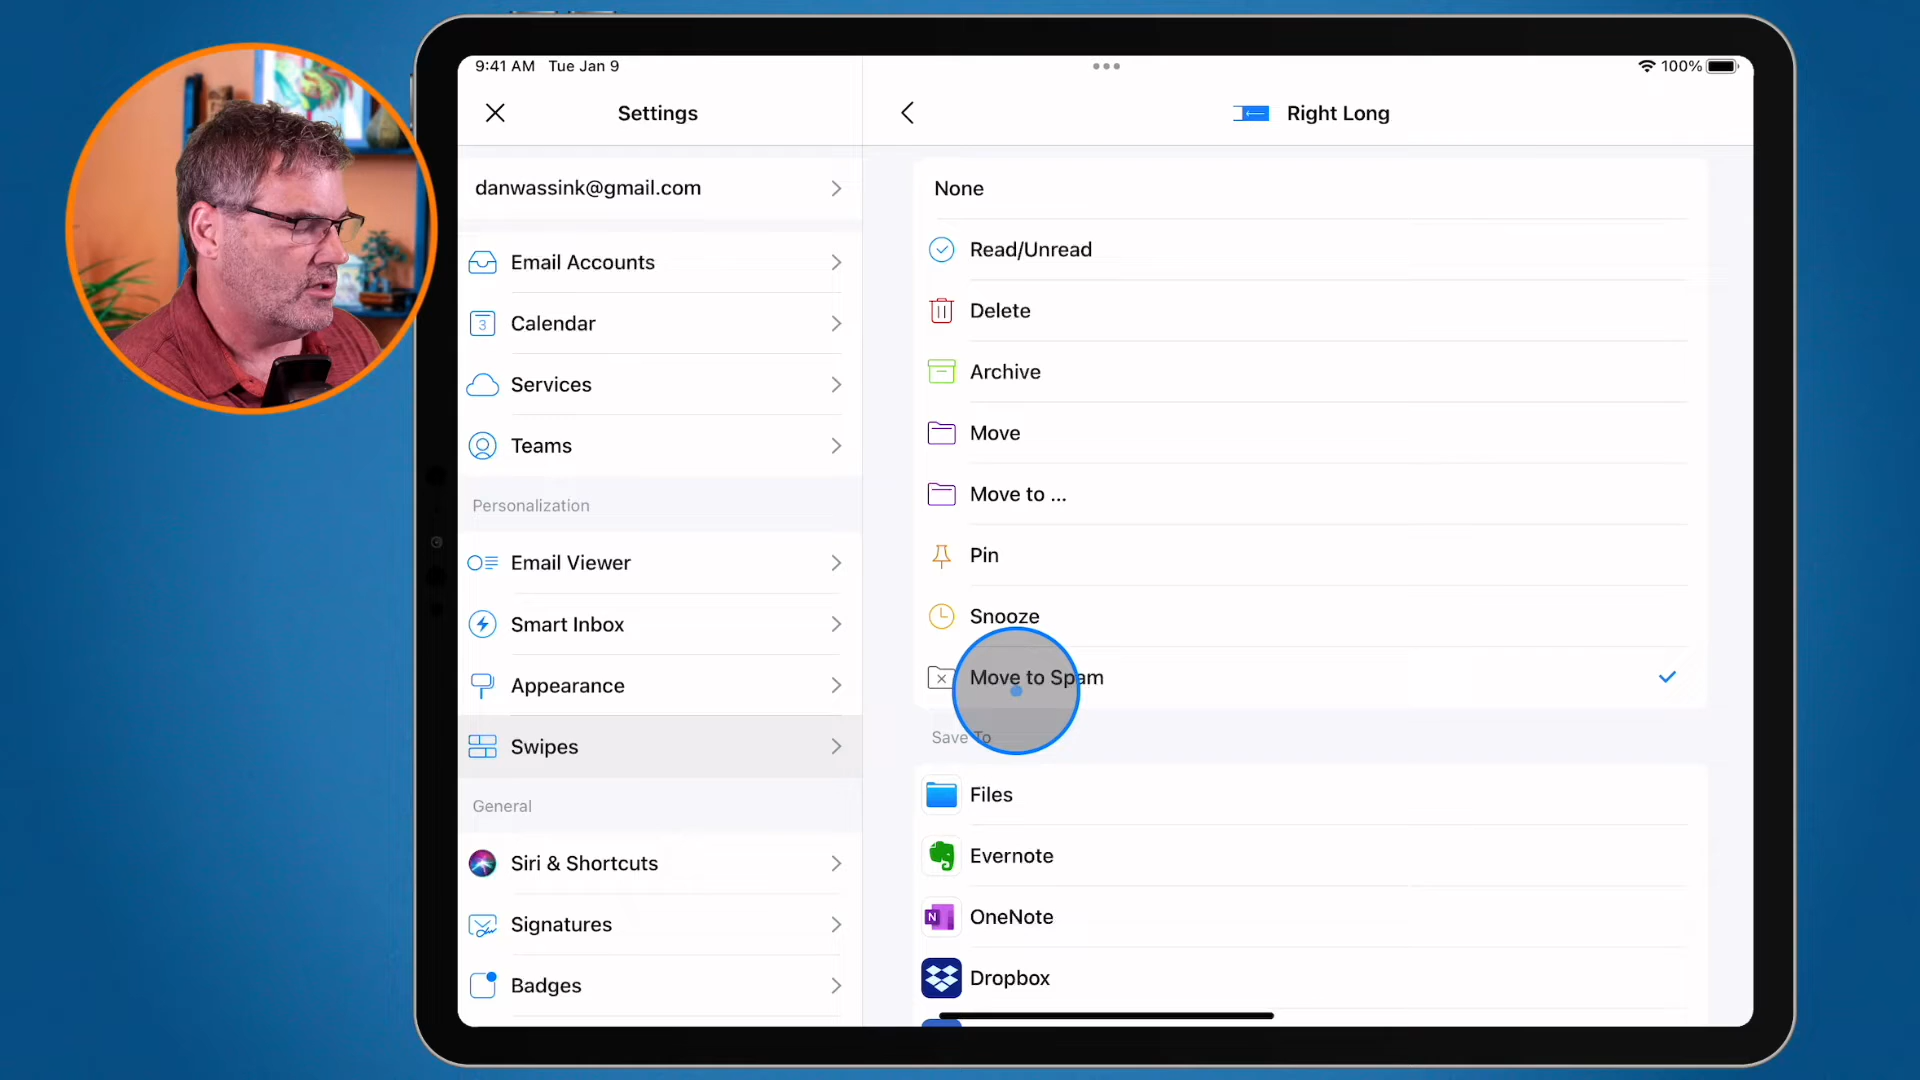 9:41 AM Tue Jan 9
100%
Settings
Right Long
danwassink@gmail.com
Email Accounts
3
Calendar
Services
Teams
Personalization
Email Viewer
Smart Inbox
Appearance
Swipes
General
Siri & Shortcuts
Signatures
Badges
None
Read/Unread
Delete
Archive
Move
Move to ...
Pin
Snooze
Move to Spam
Save To
Files
Evernote
N
OneNote
Dropbox